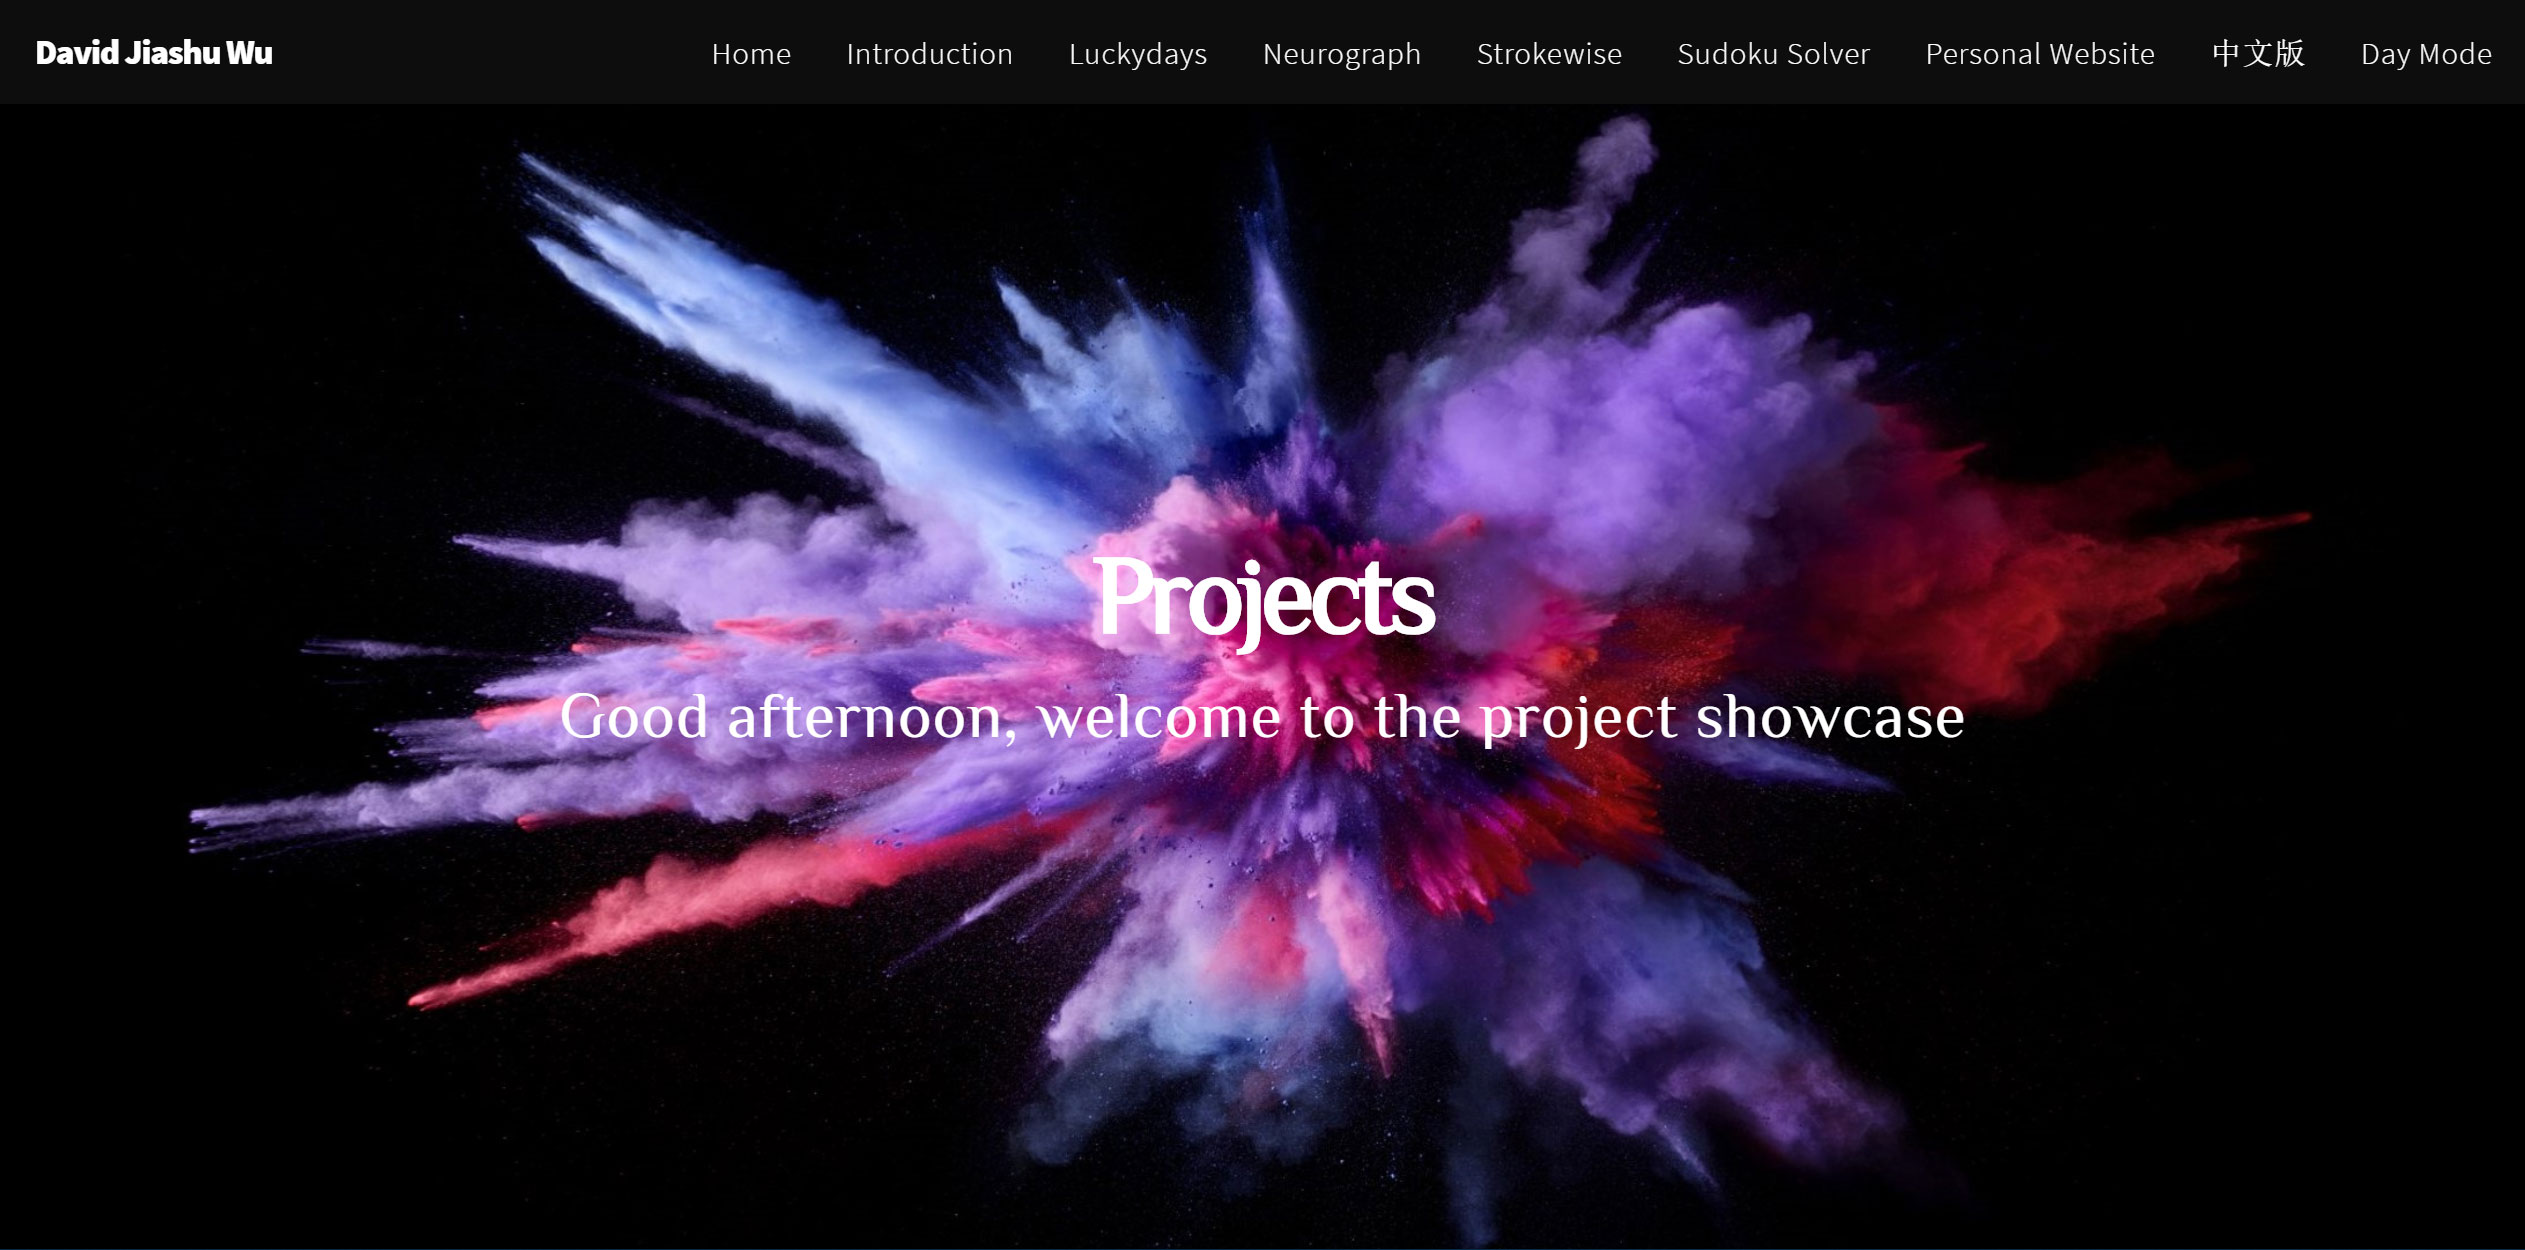 David Jiashu Wu
Home Introduction Luckydays Neurograph Strokewise Sudoku Solver Personal Website 中文版 Day Mode
Projects
Good afternoon, welcome to the project showcase